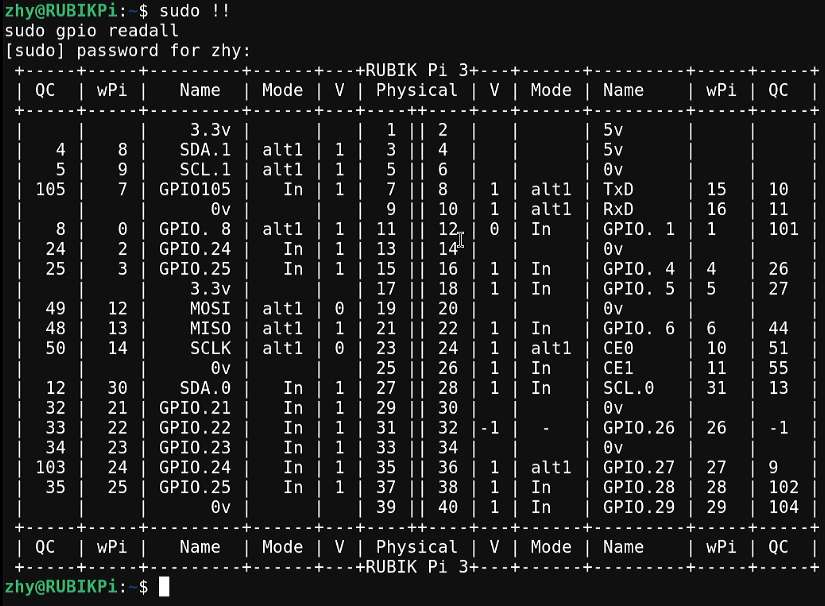 zhy@RUBIKPi:~$ sudo !!
sudo gpio readall
[sudo] password for zhy:
 +-----+-----+---------+------+---+RUBIK Pi 3+---+------+---------+-----+-----+
 | QC  | wPi |   Name  | Mode | V | Physical | V | Mode | Name    | wPi | QC  |
 +-----+-----+---------+------+---+----++----+---+------+---------+-----+-----+
 |     |     |    3.3v |      |   |  1 || 2  |   |      | 5v      |     |     |
 |   4 |   8 |   SDA.1 | alt1 | 1 |  3 || 4  |   |      | 5v      |     |     |
 |   5 |   9 |   SCL.1 | alt1 | 1 |  5 || 6  |   |      | 0v      |     |     |
 | 105 |   7 | GPIO105 |   In | 1 |  7 || 8  | 1 | alt1 | TxD     | 15  | 10  |
 |     |     |      0v |      |   |  9 || 10 | 1 | alt1 | RxD     | 16  | 11  |
 |   8 |   0 | GPIO. 8 | alt1 | 1 | 11 || 12 | 0 | In   | GPIO. 1 | 1   | 101 |
 |  24 |   2 | GPIO.24 |   In | 1 | 13 || 14 |   |      | 0v      |     |     |
 |  25 |   3 | GPIO.25 |   In | 1 | 15 || 16 | 1 | In   | GPIO. 4 | 4   | 26  |
 |     |     |    3.3v |      |   | 17 || 18 | 1 | In   | GPIO. 5 | 5   | 27  |
 |  49 |  12 |    MOSI | alt1 | 0 | 19 || 20 |   |      | 0v      |     |     |
 |  48 |  13 |    MISO | alt1 | 1 | 21 || 22 | 1 | In   | GPIO. 6 | 6   | 44  |
 |  50 |  14 |    SCLK | alt1 | 0 | 23 || 24 | 1 | alt1 | CE0     | 10  | 51  |
 |     |     |      0v |      |   | 25 || 26 | 1 | In   | CE1     | 11  | 55  |
 |  12 |  30 |   SDA.0 |   In | 1 | 27 || 28 | 1 | In   | SCL.0   | 31  | 13  |
 |  32 |  21 | GPIO.21 |   In | 1 | 29 || 30 |   |      | 0v      |     |     |
 |  33 |  22 | GPIO.22 |   In | 1 | 31 || 32 |-1 |  -   | GPIO.26 | 26  | -1  |
 |  34 |  23 | GPIO.23 |   In | 1 | 33 || 34 |   |      | 0v      |     |     |
 | 103 |  24 | GPIO.24 |   In | 1 | 35 || 36 | 1 | alt1 | GPIO.27 | 27  | 9   |
 |  35 |  25 | GPIO.25 |   In | 1 | 37 || 38 | 1 | In   | GPIO.28 | 28  | 102 |
 |     |     |      0v |      |   | 39 || 40 | 1 | In   | GPIO.29 | 29  | 104 |
 +-----+-----+---------+------+---+----++----+---+------+---------+-----+-----+
 | QC  | wPi |   Name  | Mode | V | Physical | V | Mode | Name    | wPi | QC  |
 +-----+-----+---------+------+---+RUBIK Pi 3+---+------+---------+-----+-----+
zhy@RUBIKPi:~$